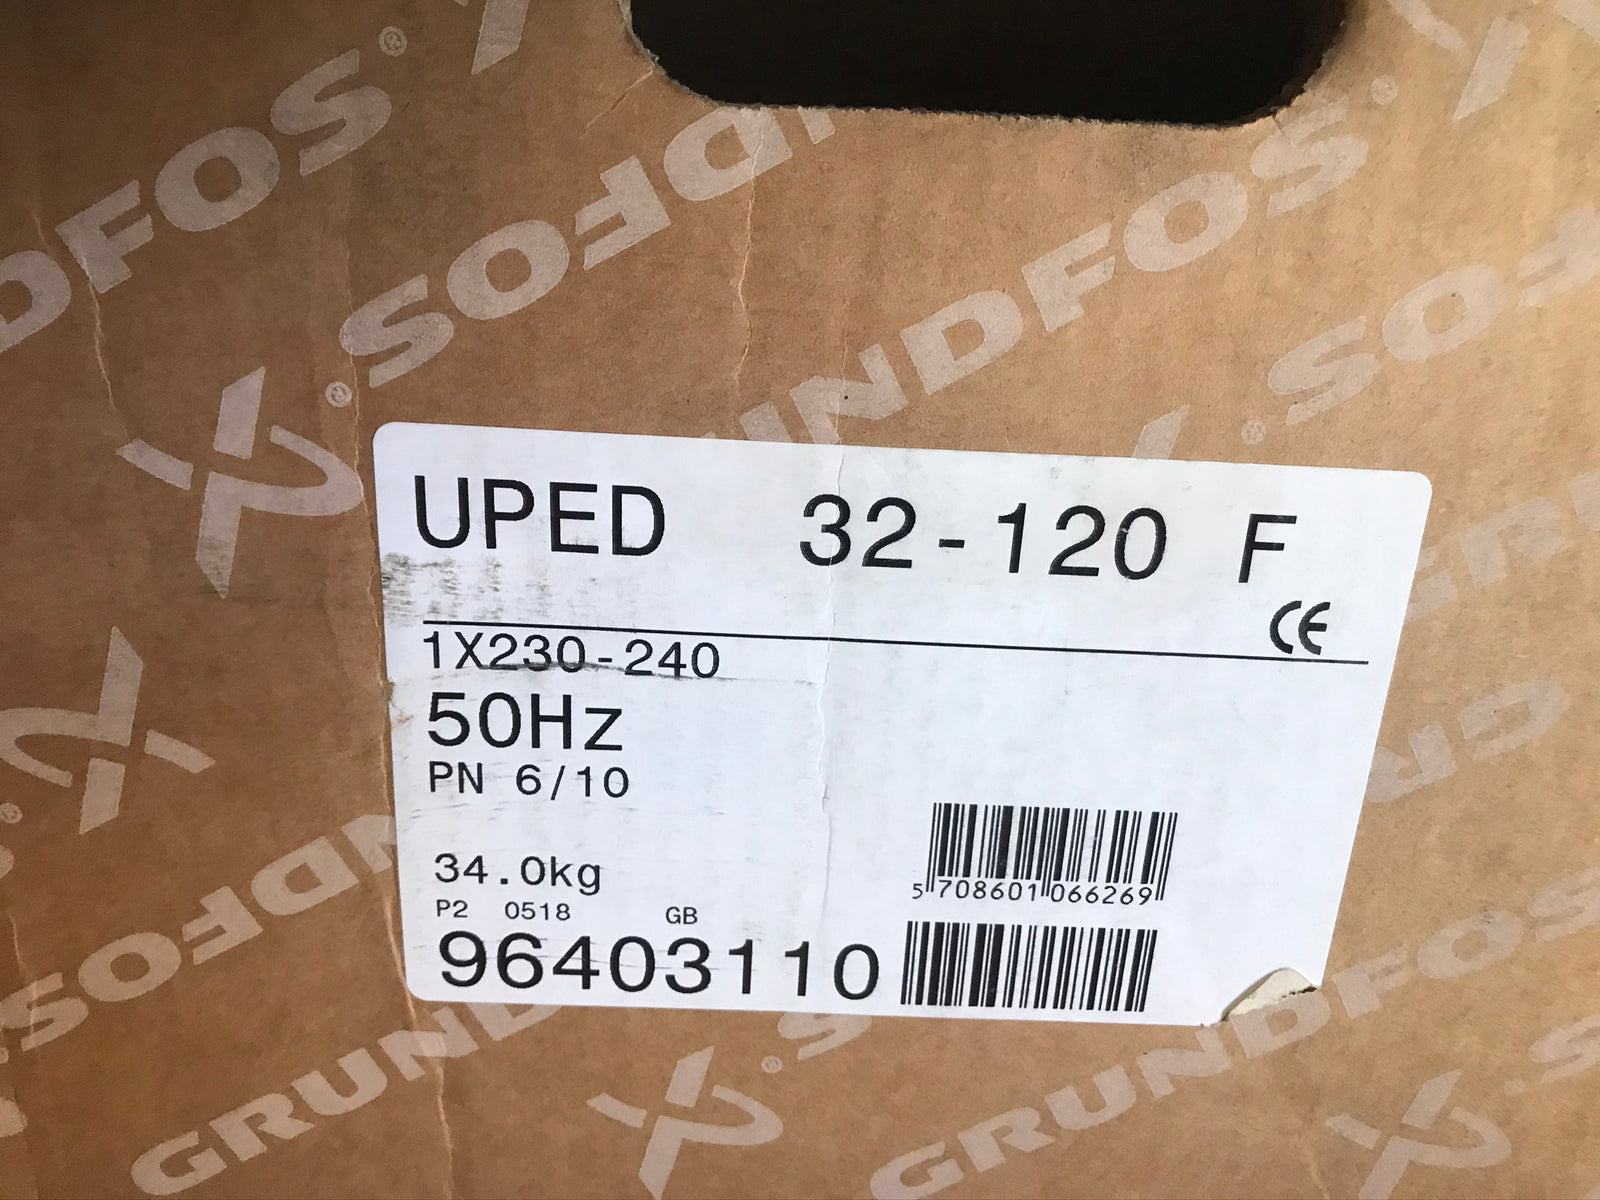 GRUNDFOS
UPED 32-120 F
CE
1X230-240
50Hz
PN 6/10
34.0kg
P2 0518 GB
96403110
5 708601 066269
GRUNDFOS
GRUNDFOS